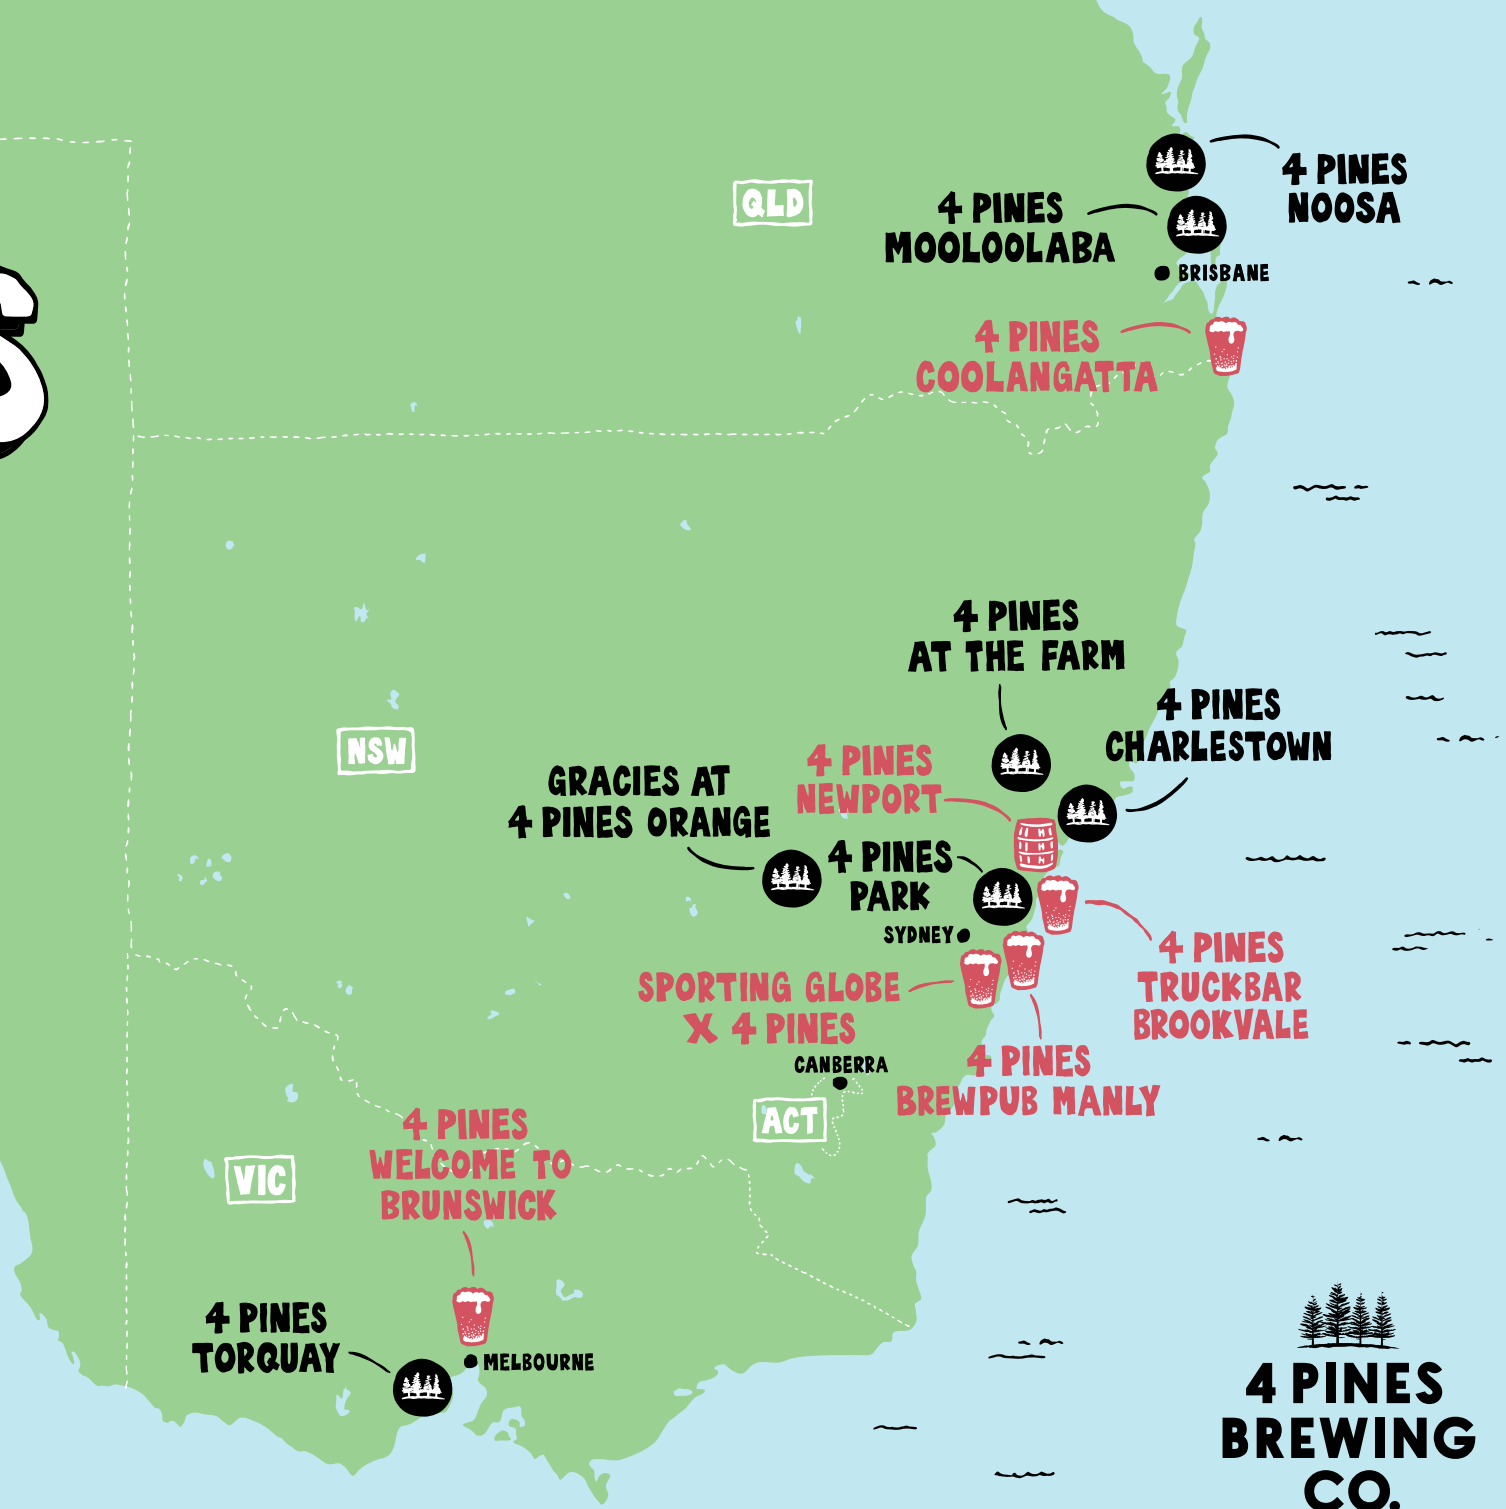 4 PINES
NOOSA
QLD
4 PINES
MOOLOOLABA
BRISBANE
4 PINES
COOLANGATTA
4 PINES
AT THE FARM
4 PINES
CHARLESTOWN
NSW
4 PINES
NEWPORT
GRACIES AT
4 PINES ORANGE
4 PINES
PARK
SYDNEY
4 PINES
TRUCKBAR
BROOKVALE
SPORTING GLOBE
X 4 PINES
4 PINES
BREWPUB MANLY
CANBERRA
ACT
4 PINES
WELCOME TO
BRUNSWICK
VIC
4 PINES
TORQUAY
MELBOURNE
4 PINES
BREWING
CO.